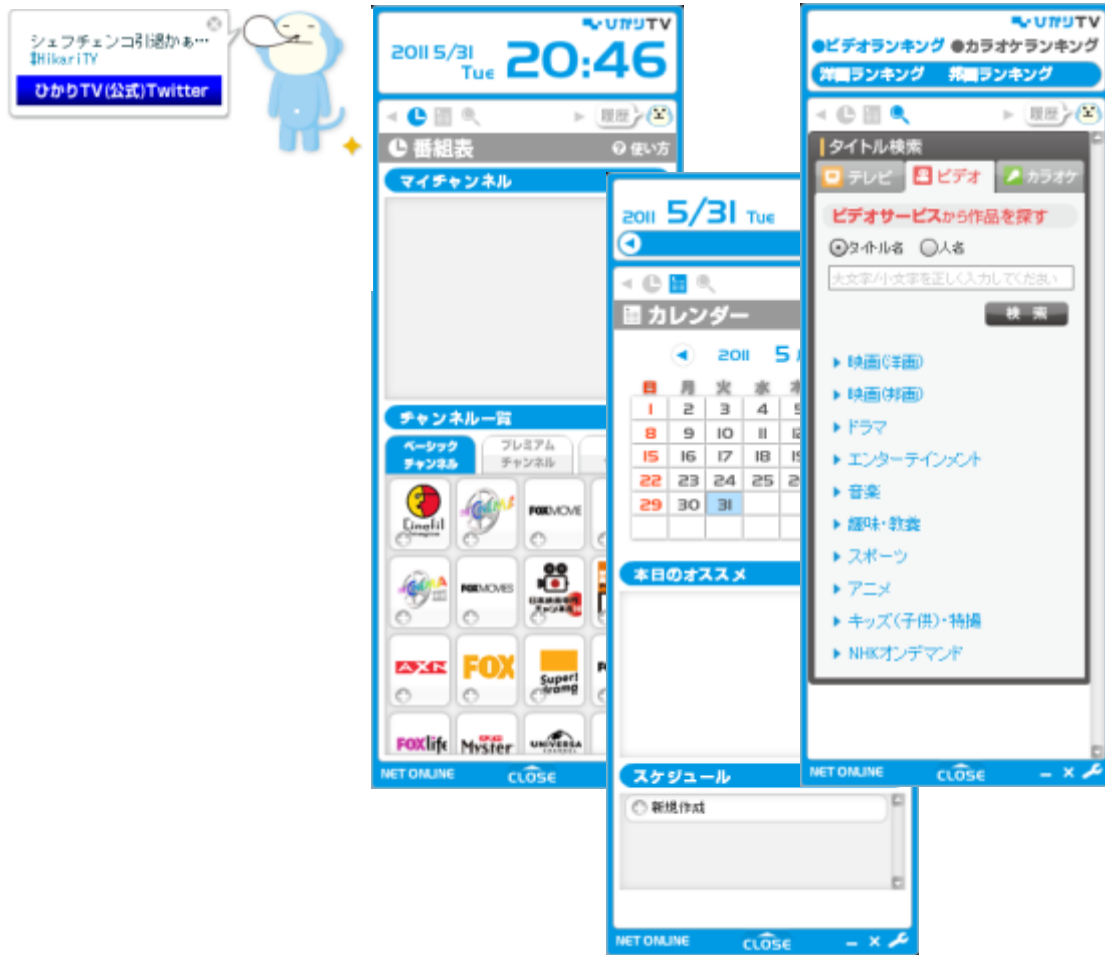 シェフチェンコ引退かぁ…
#HikariTV
ひかりTV(公式)Twitter
ひかりTV
2011 5/31
Tue
20:46
履歴
番組表
使い方
マイチャンネル
チャンネル一覧
ベーシック
チャンネル
プレミアム
チャンネル
Cinefil
FOXMOVIE
FOXMOVIES
AXN
FOX
Super!
drama
FOXlife
Myster
UNIVERSA
NET ONLINE
CLOSE
2011 5/31 Tue
カレンダー
2011 5
日 月 火 水 木
1 2 3 4 5
8 9 10 11 12
15 16 17 18 19
22 23 24 25
29 30 31
本日のオススメ
スケジュール
新規作成
NET ONLINE
CLOSE
ひかりTV
●ビデオランキング ●カラオケランキング
洋画ランキング 邦画ランキング
履歴
タイトル検索
テレビ
ビデオ
カラオケ
ビデオサービスから作品を探す
タイトル名 人名
大文字/小文字を正しく入力してください
検索
映画(洋画)
映画(邦画)
ドラマ
エンターテインメント
音楽
趣味・教養
スポーツ
アニメ
キッズ(子供)・特撮
NHKオンデマンド
NET ONLINE
CLOSE